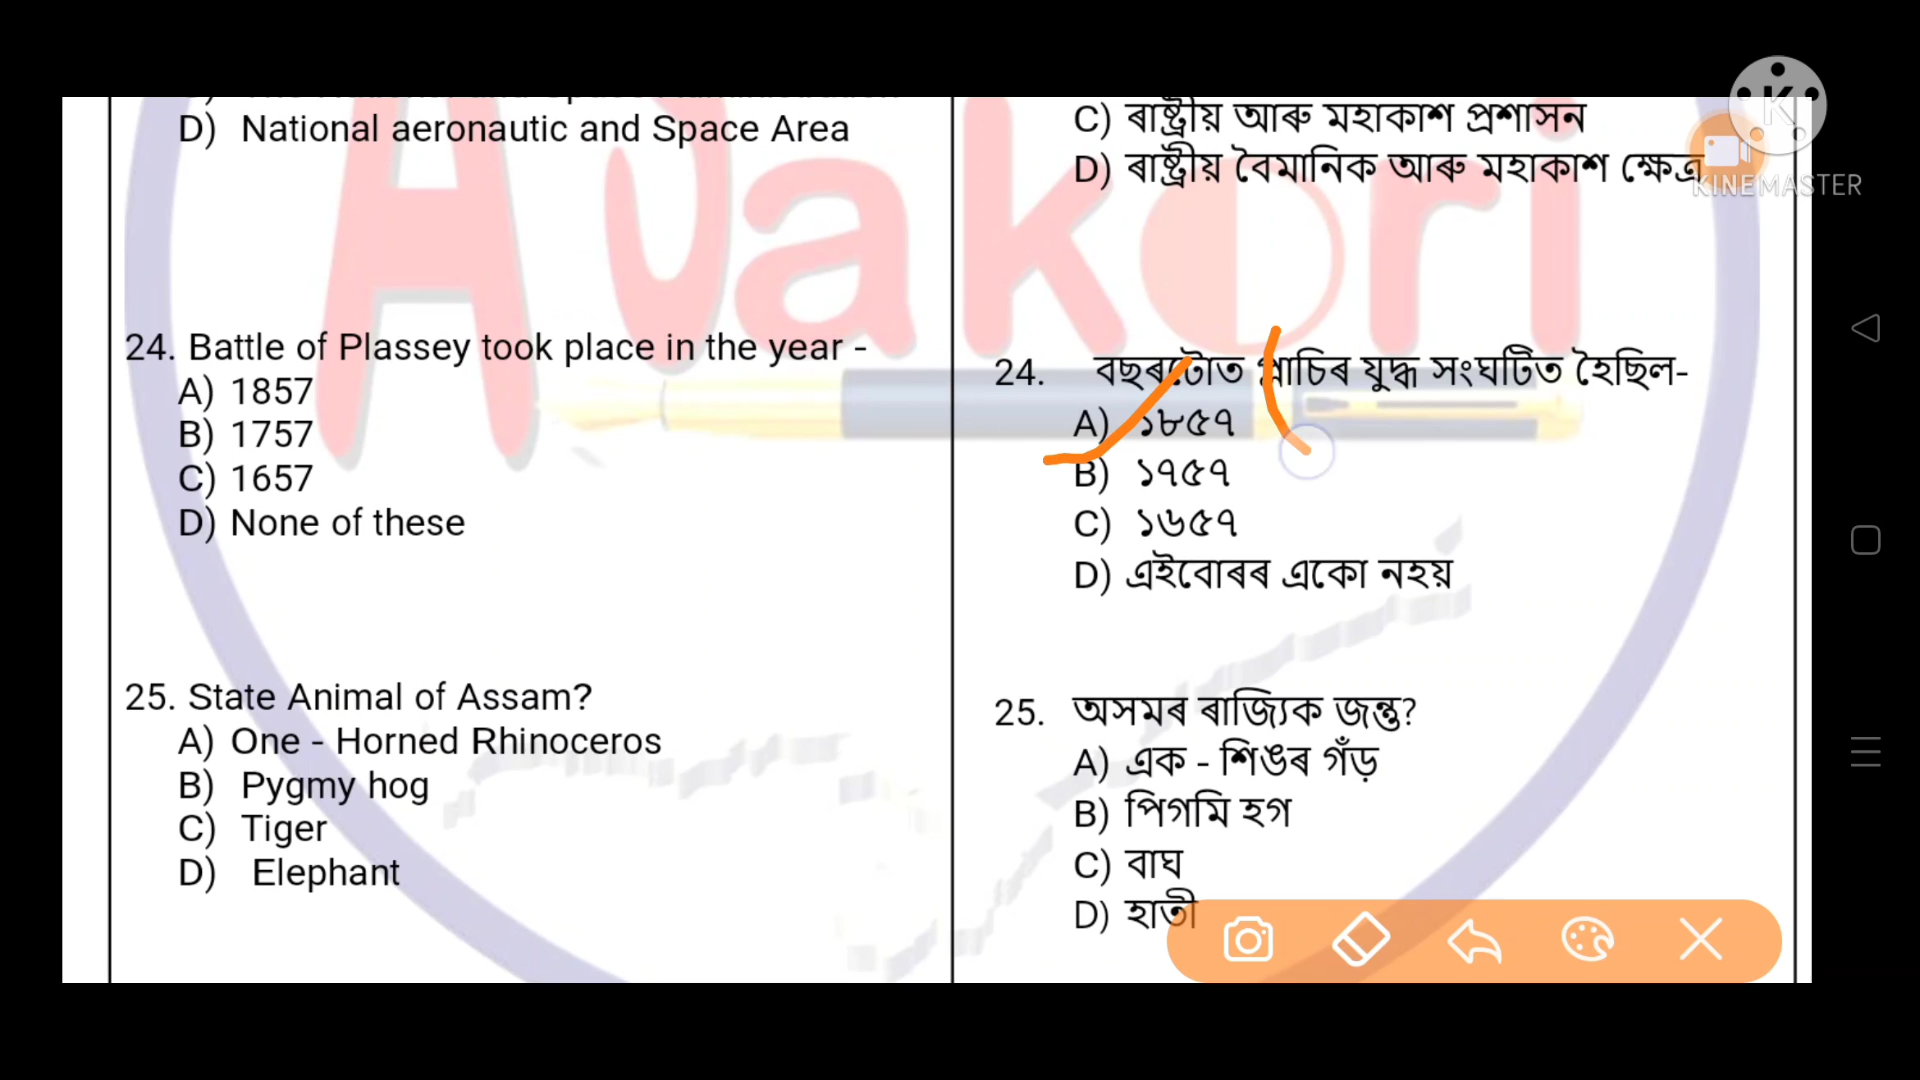 D) National aeronautic and Space Area
24. Battle of Plassey took place in the year -
A) 1857
B) 1757
C) 1657
D) None of these
25. State Animal of Assam?
A) One - Horned Rhinoceros
B) Pygmy hog
C) Tiger
D) Elephant
C) ৰাষ্ট্ৰীয় আৰু মহাকাশ প্ৰশাসন
D) ৰাষ্ট্ৰীয় বৈমানিক আৰু মহাকাশ ক্ষেত্ৰ
24. বছৰটোত প্লাচিৰ যুদ্ধ সংঘটিত হৈছিল-
A) ১৮৫৭
B) ১৭৫৭
C) ১৬৫৭
D) এইবোৰৰ একো নহয়
25. অসমৰ ৰাজ্যিক জন্তু?
A) এক - শিঙৰ গঁড়
B) পিগমি হগ
C) বাঘ
D) হাতী
K
KINEMASTER